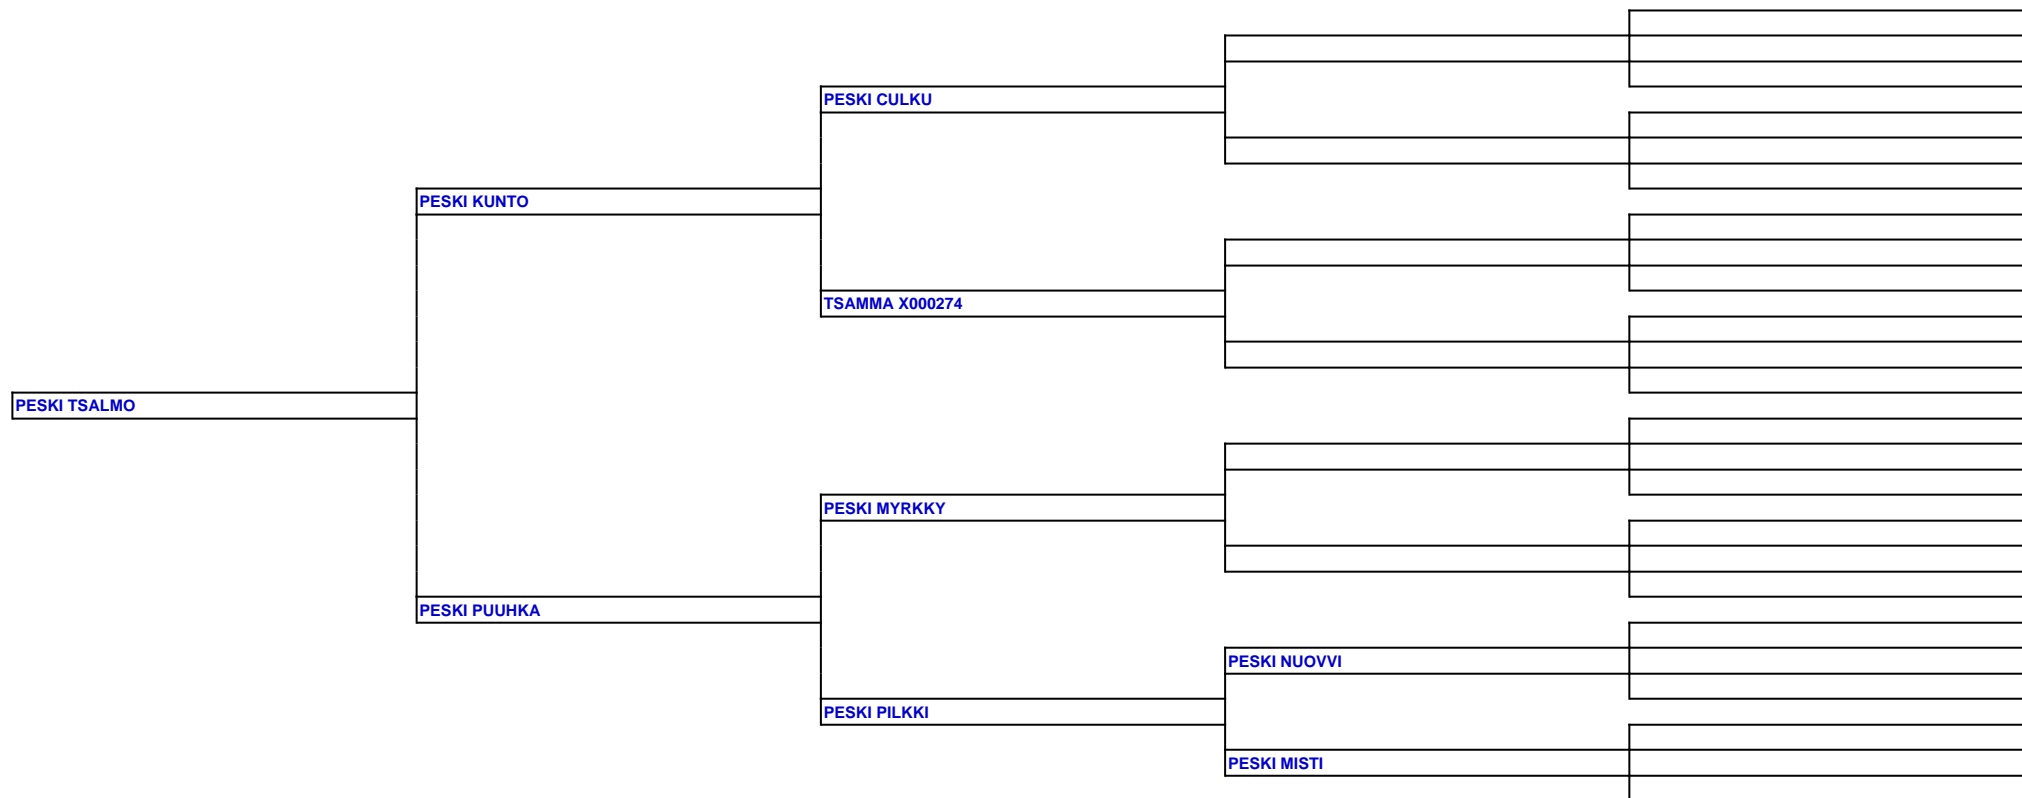 PESKI CULKU
PESKI KUNTO
TSAMMA X000274
PESKI TSALMO
PESKI MYRKKY
PESKI PUUHKA
PESKI NUOVVI
PESKI PILKKI
PESKI MISTI